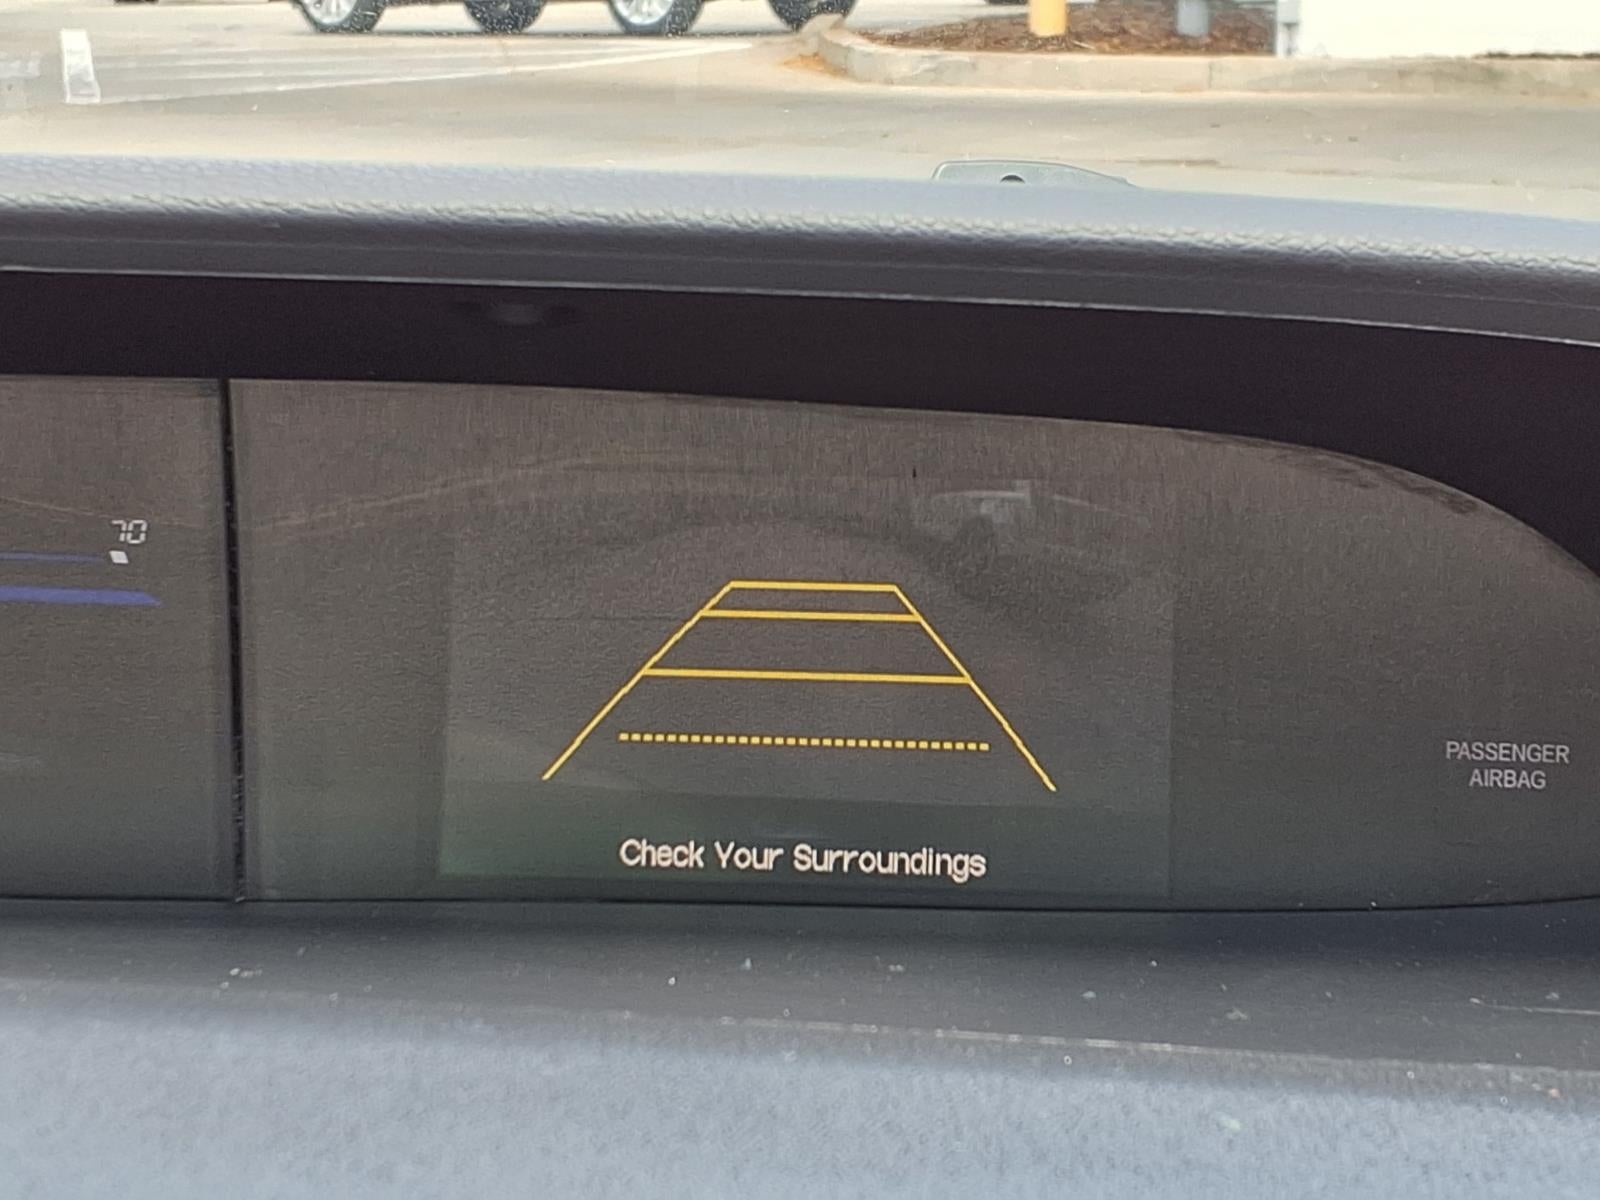 70
Check Your Surroundings
PASSENGER
AIRBAG